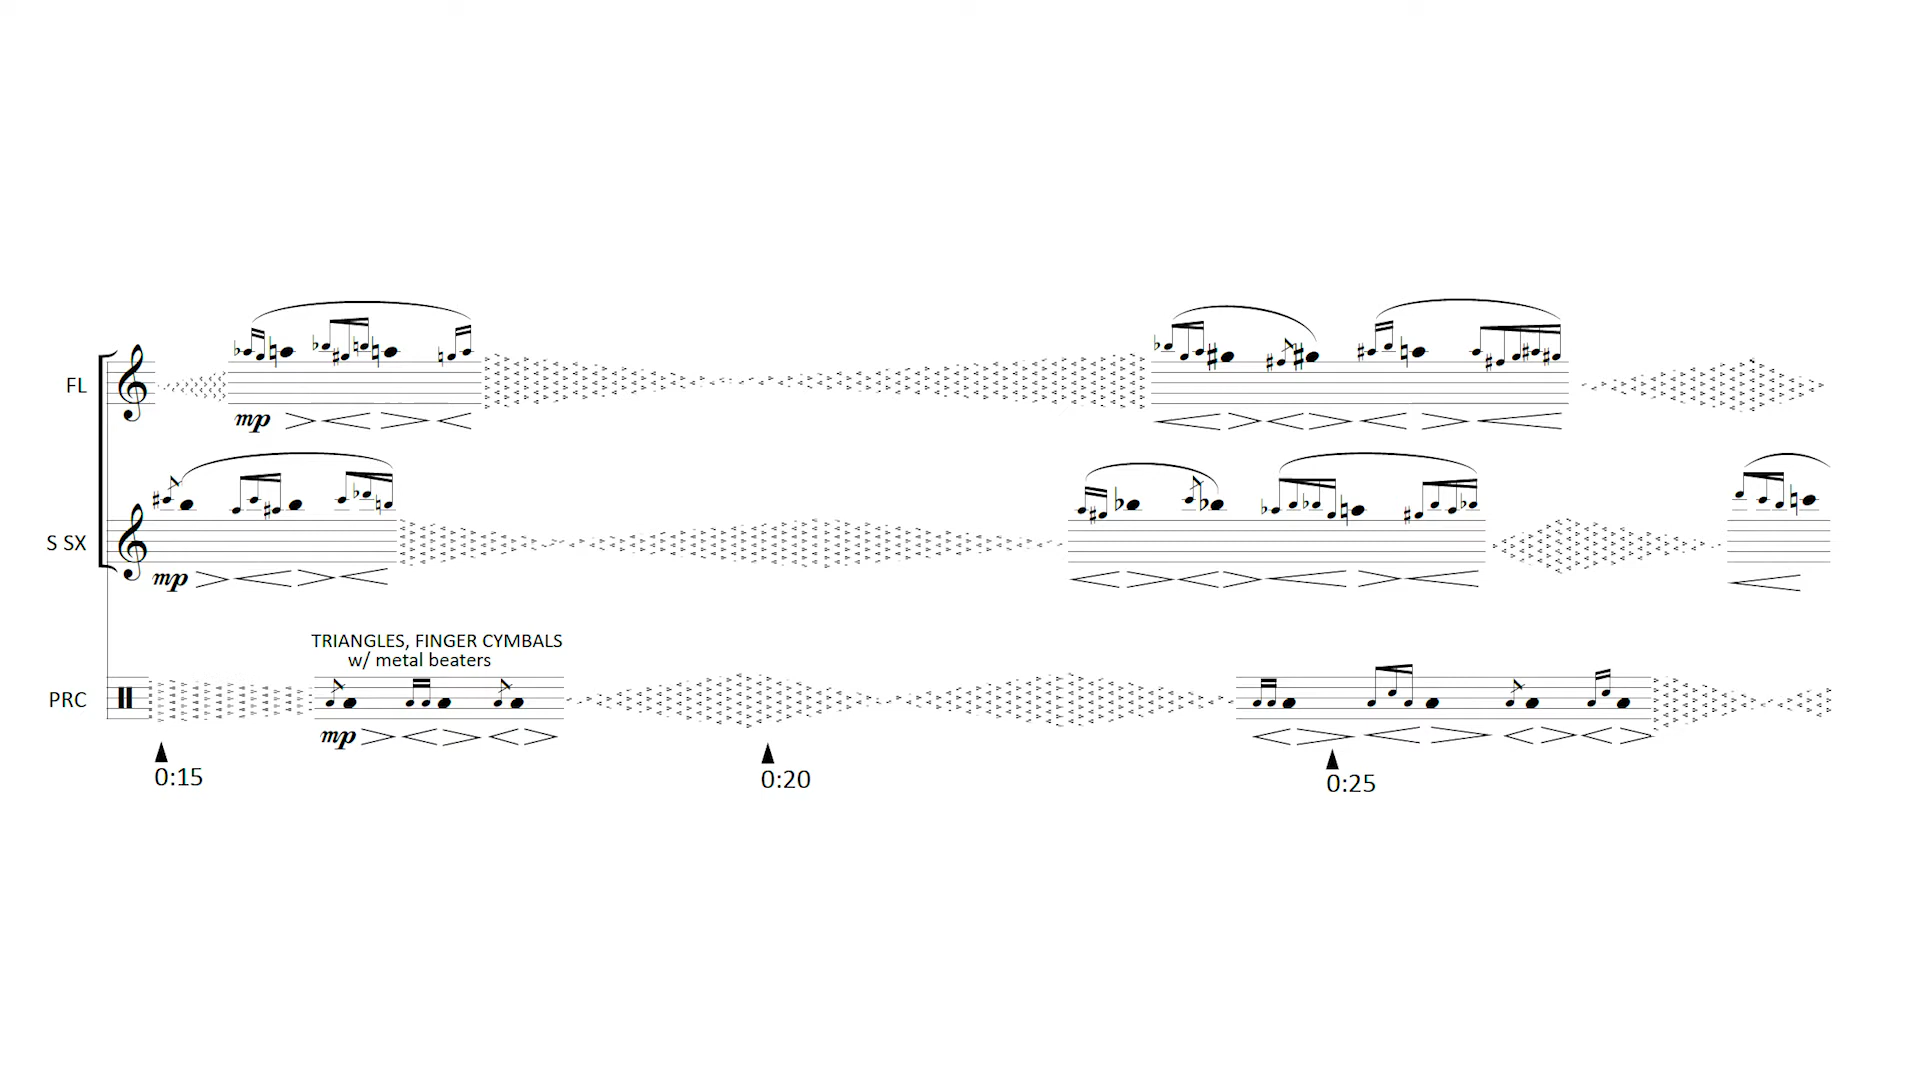 FL
mp
S SX
mp
TRIANGLES, FINGER CYMBALS
w/ metal beaters
PRC
mp
0:15
0:20
0:25